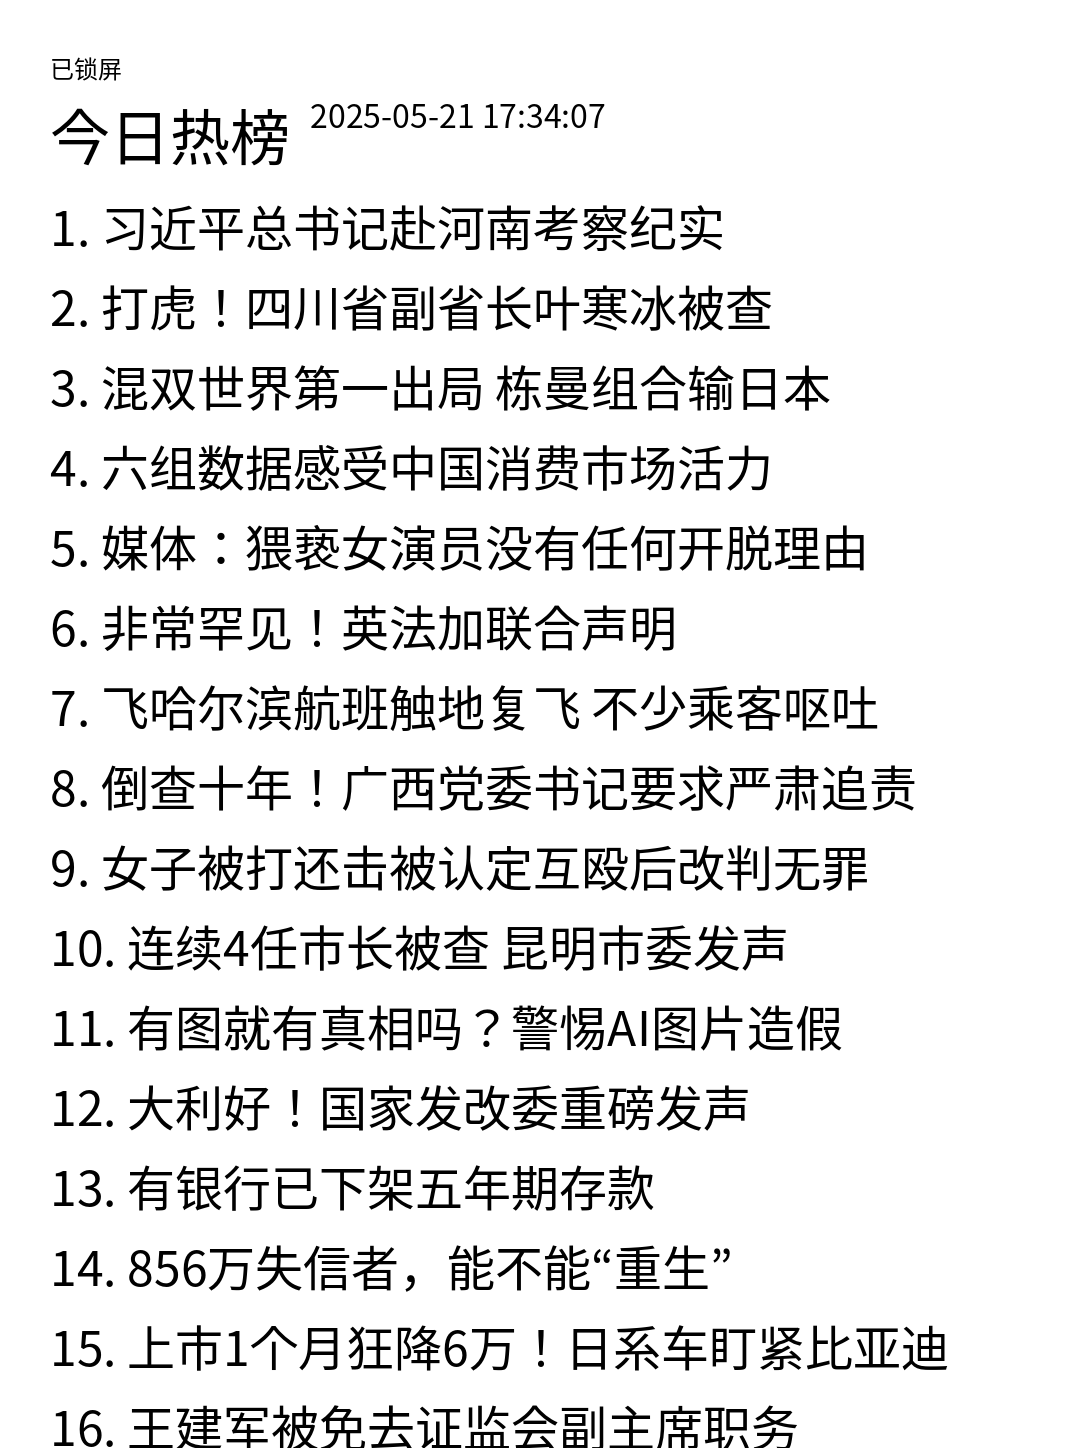 已锁屏
今日热榜 2025-05-21 17:34:07
1. 习近平总书记赴河南考察纪实
2. 打虎！四川省副省长叶寒冰被查
3. 混双世界第一出局 栋曼组合输日本
4. 六组数据感受中国消费市场活力
5. 媒体：猥亵女演员没有任何开脱理由
6. 非常罕见！英法加联合声明
7. 飞哈尔滨航班触地复飞 不少乘客呕吐
8. 倒查十年！广西党委书记要求严肃追责
9. 女子被打还击被认定互殴后改判无罪
10. 连续4任市长被查 昆明市委发声
11. 有图就有真相吗？警惕AI图片造假
12. 大利好！国家发改委重磅发声
13. 有银行已下架五年期存款
14. 856万失信者，能不能“重生”
15. 上市1个月狂降6万！日系车盯紧比亚迪
16. 王建军被免去证监会副主席职务